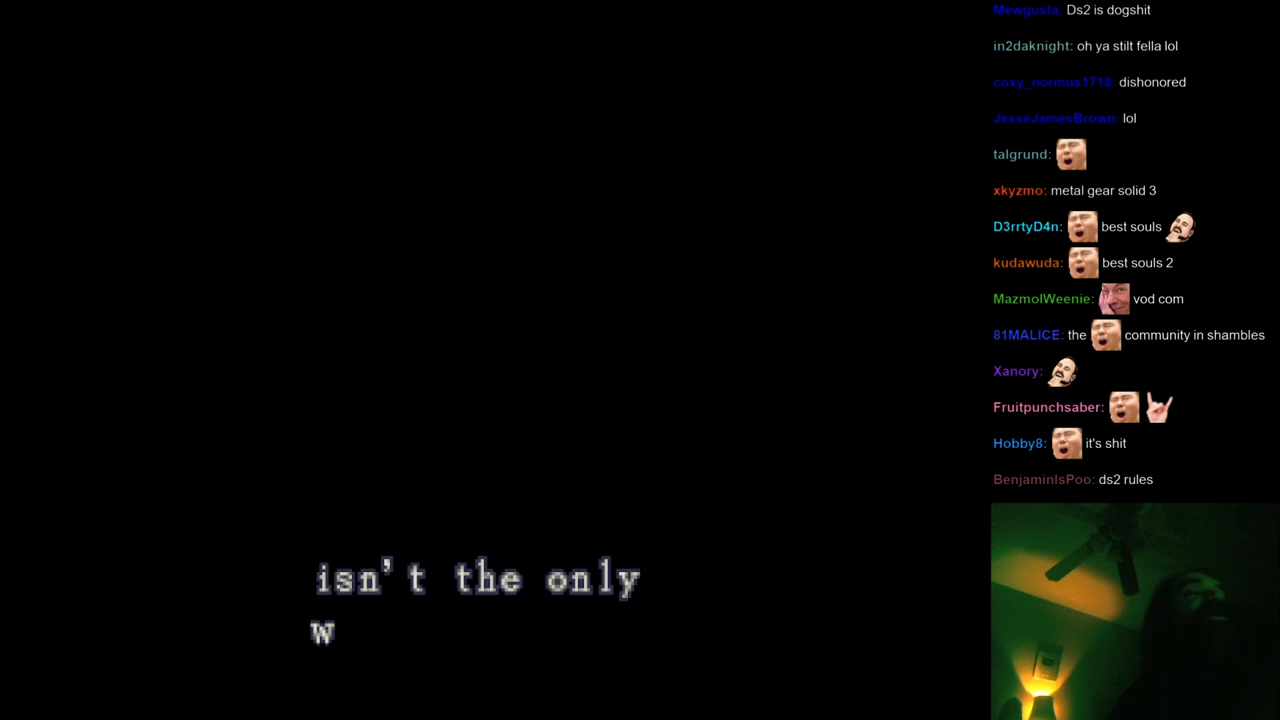 Mewgusta: Ds2 is dogshit
in2daknight: oh ya stilt fella lol
coxy_normus1718: dishonored
JesseJamesBrown: lol
talgrund:
xkyzmo: metal gear solid 3
D3rrtyD4n: best souls
kudawuda: best souls 2
MazmolWeenie: vod com
81MALICE: the community in shambles
Xanory:
Fruitpunchsaber:
Hobby8: it's shit
BenjaminIsPoo: ds2 rules
isn't the only
w